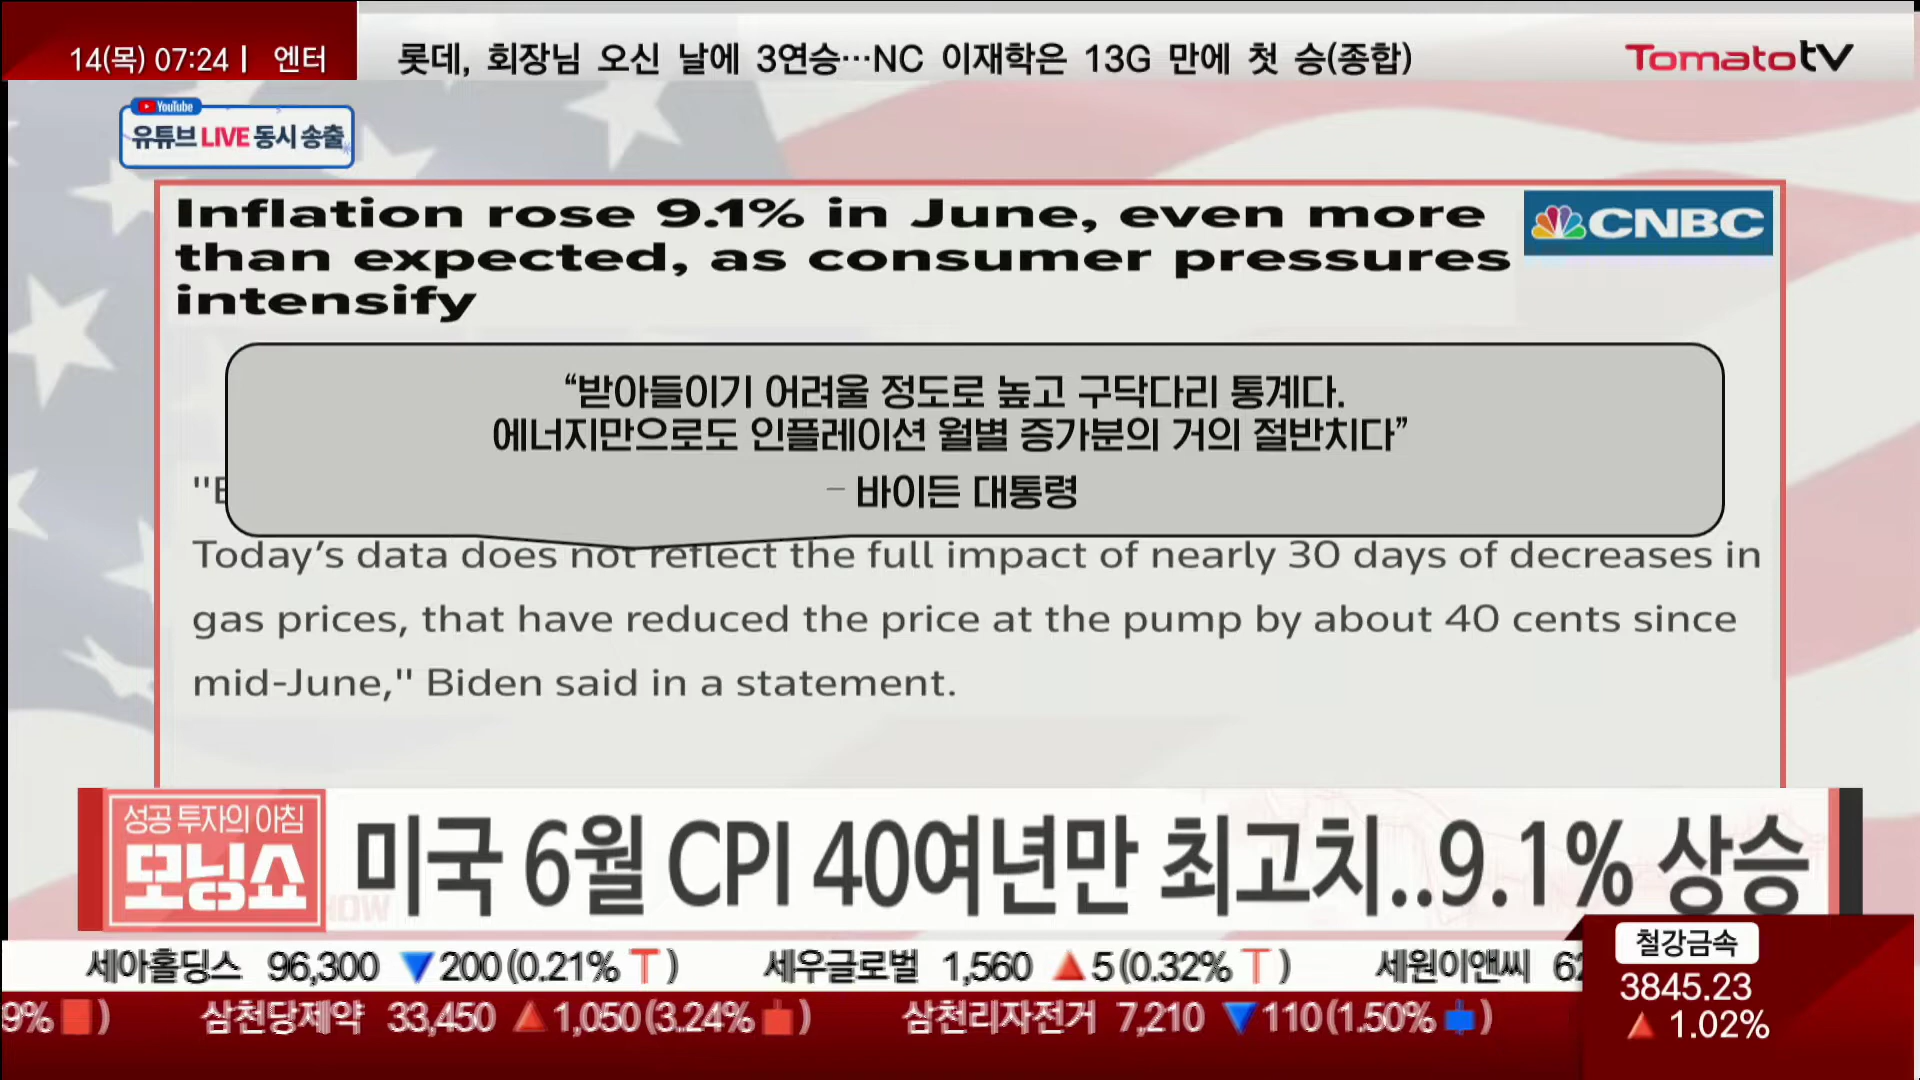 14(목) 07:24 | 엔터
롯데, 회장님 오신 날에 3연승…NC 이재학은 13G 만에 첫 승(종합)
Tomatotv
YouTube
유튜브 LIVE 동시 송출
Inflation rose 9.1% in June, even more
than expected, as consumer pressures
intensify
CNBC
“받아들이기 어려울 정도로 높고 구닥다리 통계다.
에너지만으로도 인플레이션 월별 증가분의 거의 절반치다”
– 바이든 대통령
Today’s data does not reflect the full impact of nearly 30 days of decreases in
gas prices, that have reduced the price at the pump by about 40 cents since
mid-June," Biden said in a statement.
성공 투자의 아침
모닝쇼
미국 6월 CPI 40여년만 최고치..9.1% 상승
세아홀딩스 96,300 ▼200(0.21% T) 세우글로벌 1,560 ▲5(0.32% T) 세원이앤씨
9% ) 삼천당제약 33,450 ▲1,050(3.24% ) 삼천리자전거 7,210 ▼110(1.50% )
철강금속
3845.23
▲ 1.02%